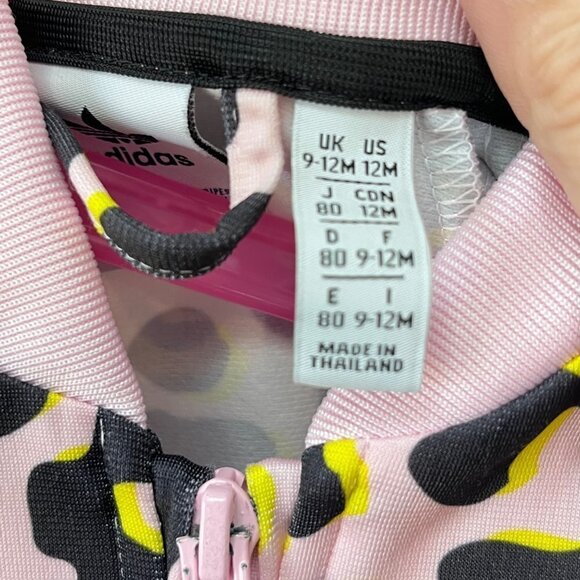 adidas
UK US
9-12M 12M
J CDN
80 12M
D F
80 9-12M
E I
80 9-12M
MADE IN
THAILAND